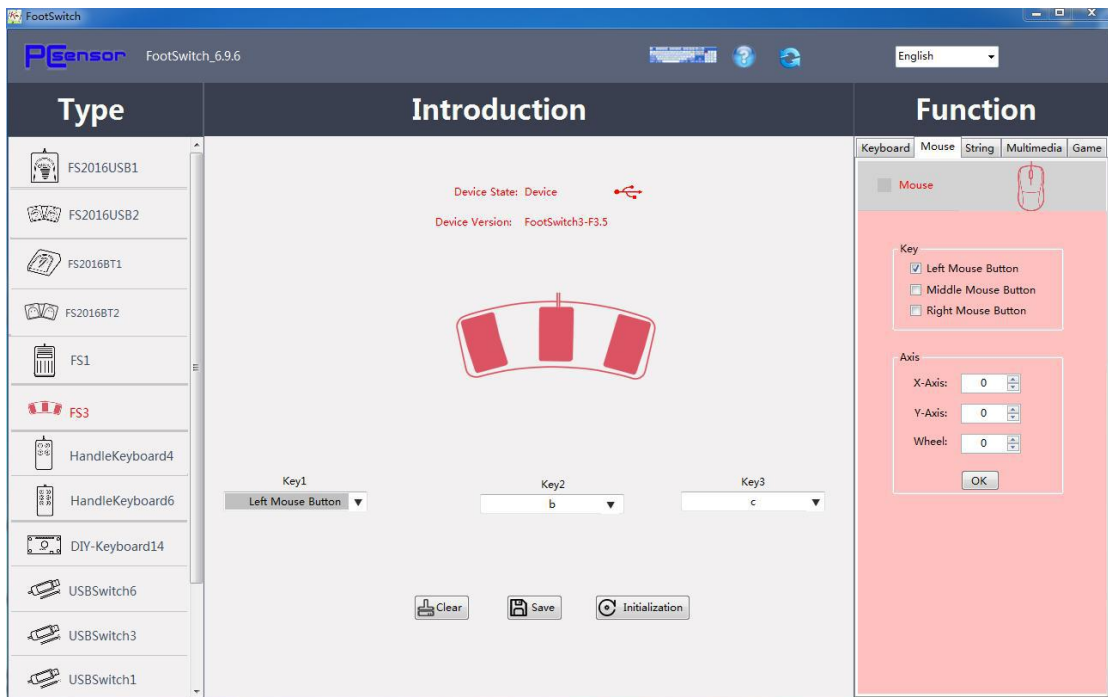 FootSwitch
PCsensor FootSwitch_6.9.6
English
Type
Introduction
Function
FS2016USB1
FS2016USB2
FS2016BT1
FS2016BT2
FS1
FS3
HandleKeyboard4
HandleKeyboard6
DIY-Keyboard14
USBSwitch6
USBSwitch3
USBSwitch1
Device State: Device
Device Version: FootSwitch3-F3.5
Key1
Left Mouse Button
Key2
b
Key3
c
Clear
Save
Initialization
Keyboard Mouse String Multimedia Game
Mouse
Key
Left Mouse Button
Middle Mouse Button
Right Mouse Button
Axis
X-Axis: 0
Y-Axis: 0
Wheel: 0
OK